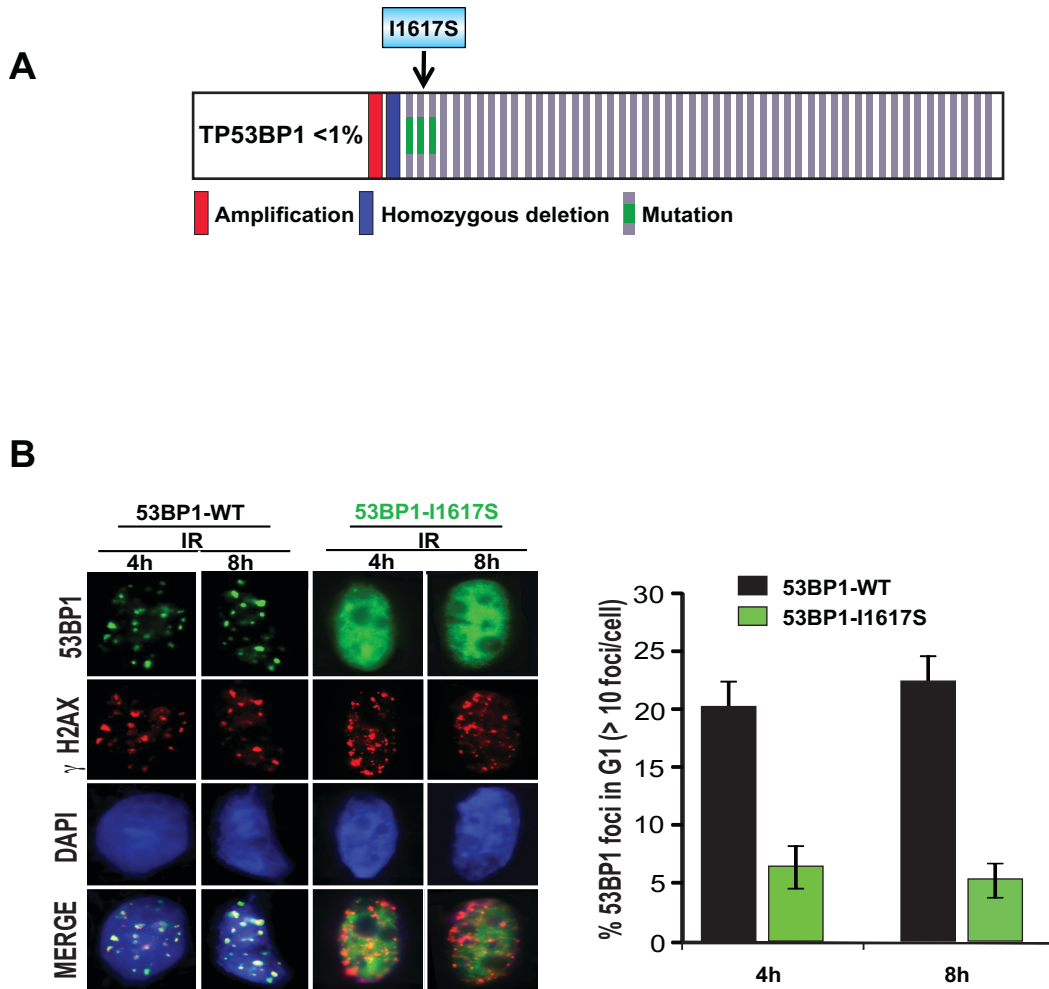 A
I1617S
TP53BP1 <1%
Amplification
Homozygous deletion
Mutation
B
53BP1-WT
53BP1-I1617S
IR
IR
4h
8h
4h
8h
53BP1
γ H2AX
DAPI
MERGE
% 53BP1 foci in G1 (> 10 foci/cell)
30
25
20
15
10
5
0
53BP1-WT
53BP1-I1617S
4h
8h